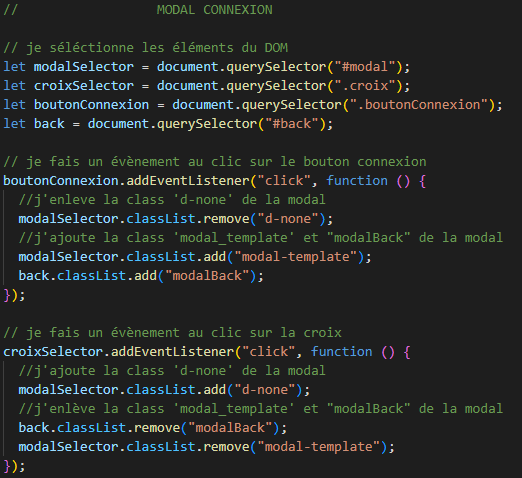 //                 MODAL CONNEXION

// je séléctionne les éléments du DOM
let modalSelector = document.querySelector("#modal");
let croixSelector = document.querySelector(".croix");
let boutonConnexion = document.querySelector(".boutonConnexion");
let back = document.querySelector("#back");

// je fais un évènement au clic sur le bouton connexion
boutonConnexion.addEventListener("click", function () {
  //j'enleve la class 'd-none' de la modal
  modalSelector.classList.remove("d-none");
  //j'ajoute la class 'modal_template' et "modalBack" de la modal
  modalSelector.classList.add("modal-template");
  back.classList.add("modalBack");
});

// je fais un évènement au clic sur la croix
croixSelector.addEventListener("click", function () {
  //j'ajoute la class 'd-none' de la modal
  modalSelector.classList.add("d-none");
  //j'enlève la class 'modal_template' et "modalBack" de la modal
  back.classList.remove("modalBack");
  modalSelector.classList.remove("modal-template");
});